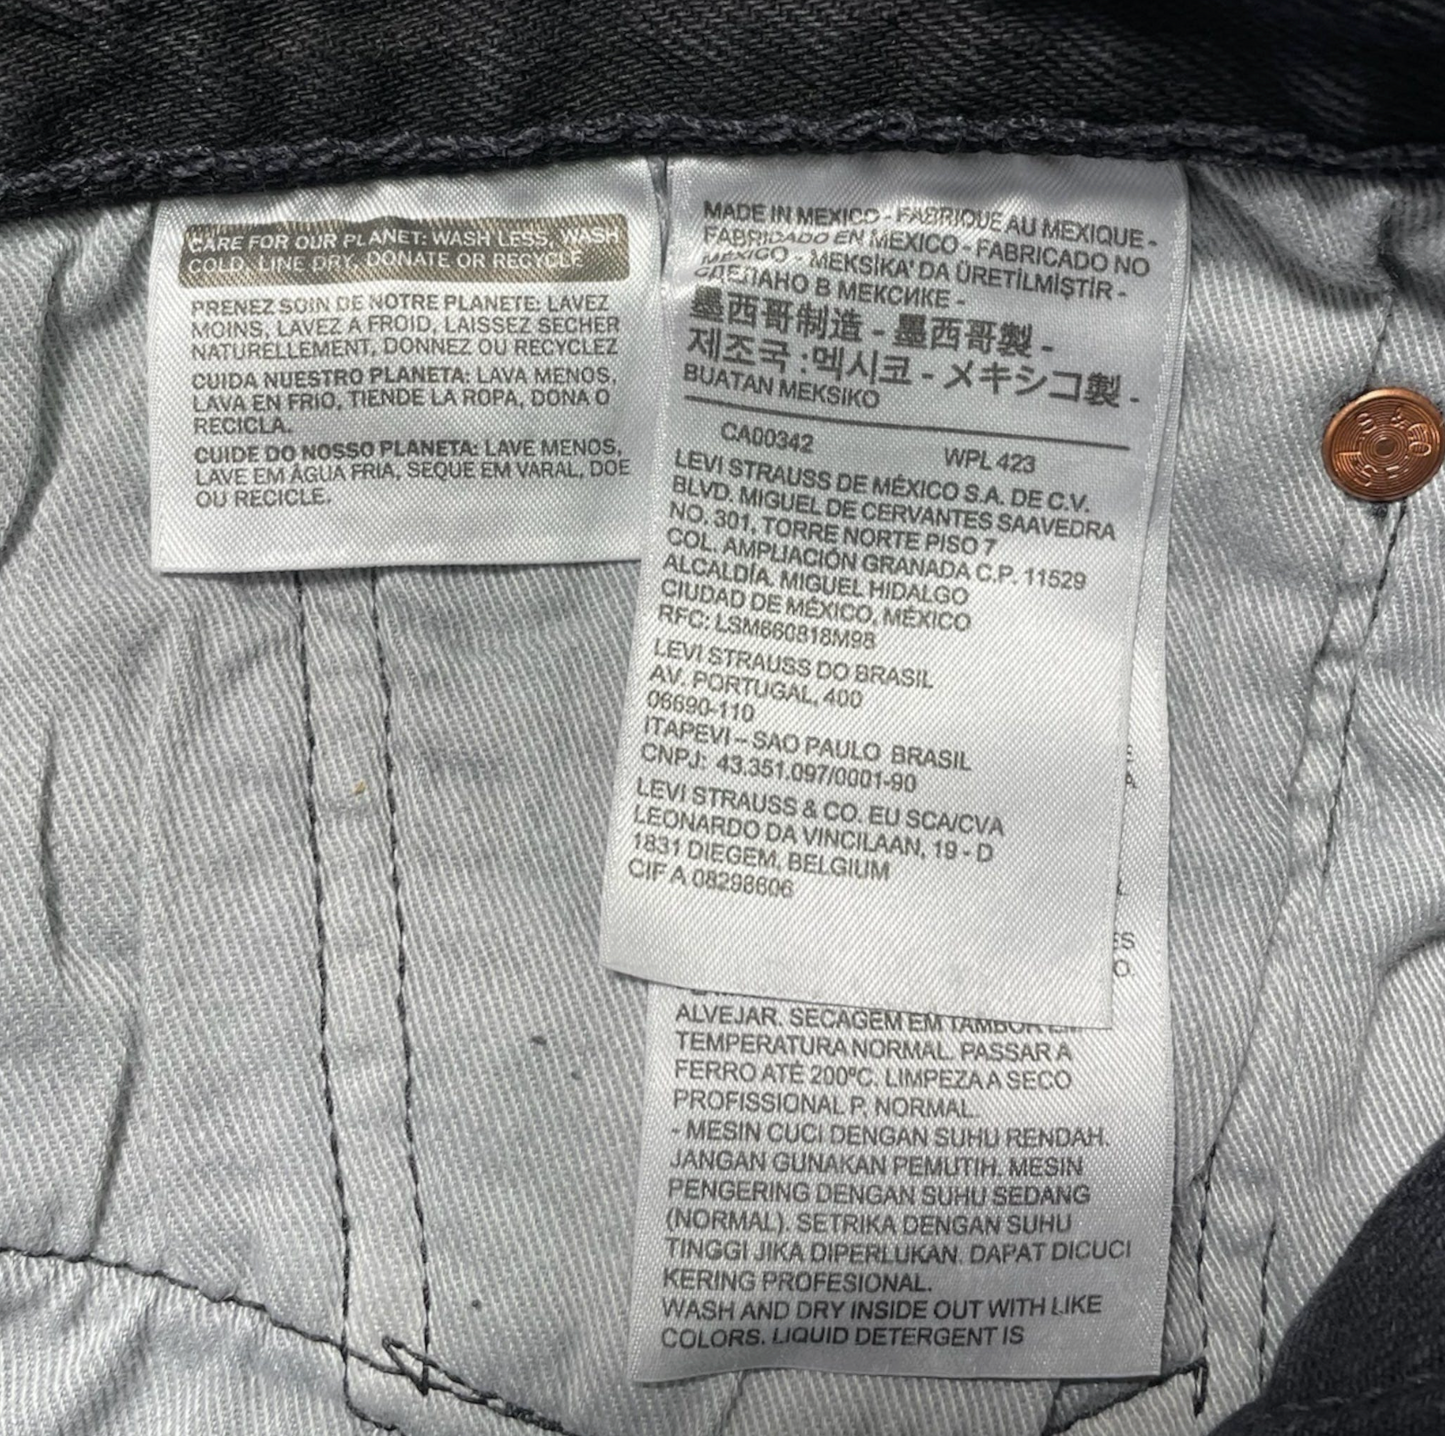 CARE FOR OUR PLANET: WASH LESS, WASH
COLD, LINE DRY, DONATE OR RECYCLE
PRENEZ SOIN DE NOTRE PLANETE: LAVEZ
MOINS, LAVEZ A FROID, LAISSEZ SECHER
NATURELLEMENT, DONNEZ OU RECYCLEZ
CUIDA NUESTRO PLANETA: LAVA MENOS,
LAVA EN FRIO, TIENDE LA ROPA, DONA O
RECICLA.
CUIDE DO NOSSO PLANETA: LAVE MENOS,
LAVE EM ÁGUA FRIA, SEQUE EM VARAL, DOE
OU RECICLE.
MADE IN MEXICO - FABRIQUE AU MEXIQUE -
FABRICADO EN MEXICO - FABRICADO NO
MÉXICO - MEKSİKA' DA ÜRETİLMİŞTİR -
СДЕЛАНО В МЕКСИКЕ -
墨西哥制造 - 墨西哥製 -
제조국 :멕시코 - メキシコ製 -
BUATAN MEKSIKO
CA00342 WPL 423
LEVI STRAUSS DE MÉXICO S.A. DE C.V.
BLVD. MIGUEL DE CERVANTES SAAVEDRA
NO. 301, TORRE NORTE PISO 7
COL. AMPLIACIÓN GRANADA C.P. 11529
ALCALDÍA. MIGUEL HIDALGO
CIUDAD DE MÉXICO, MÉXICO
RFC: LSM660818M98
LEVI STRAUSS DO BRASIL
AV. PORTUGAL, 400
06690-110
ITAPEVI – SAO PAULO BRASIL
CNPJ: 43.351.097/0001-90
LEVI STRAUSS & CO. EU SCA/CVA
LEONARDO DA VINCILAAN, 19 - D
1831 DIEGEM, BELGIUM
CIF A 08298606
ALVEJAR. SECAGEM EM TAMBOR EM
TEMPERATURA NORMAL. PASSAR A
FERRO ATÉ 200ºC. LIMPEZA A SECO
PROFISSIONAL P. NORMAL.
- MESIN CUCI DENGAN SUHU RENDAH.
JANGAN GUNAKAN PEMUTIH. MESIN
PENGERING DENGAN SUHU SEDANG
(NORMAL). SETRIKA DENGAN SUHU
TINGGI JIKA DIPERLUKAN. DAPAT DICUCI
KERING PROFESIONAL.
WASH AND DRY INSIDE OUT WITH LIKE
COLORS. LIQUID DETERGENT IS